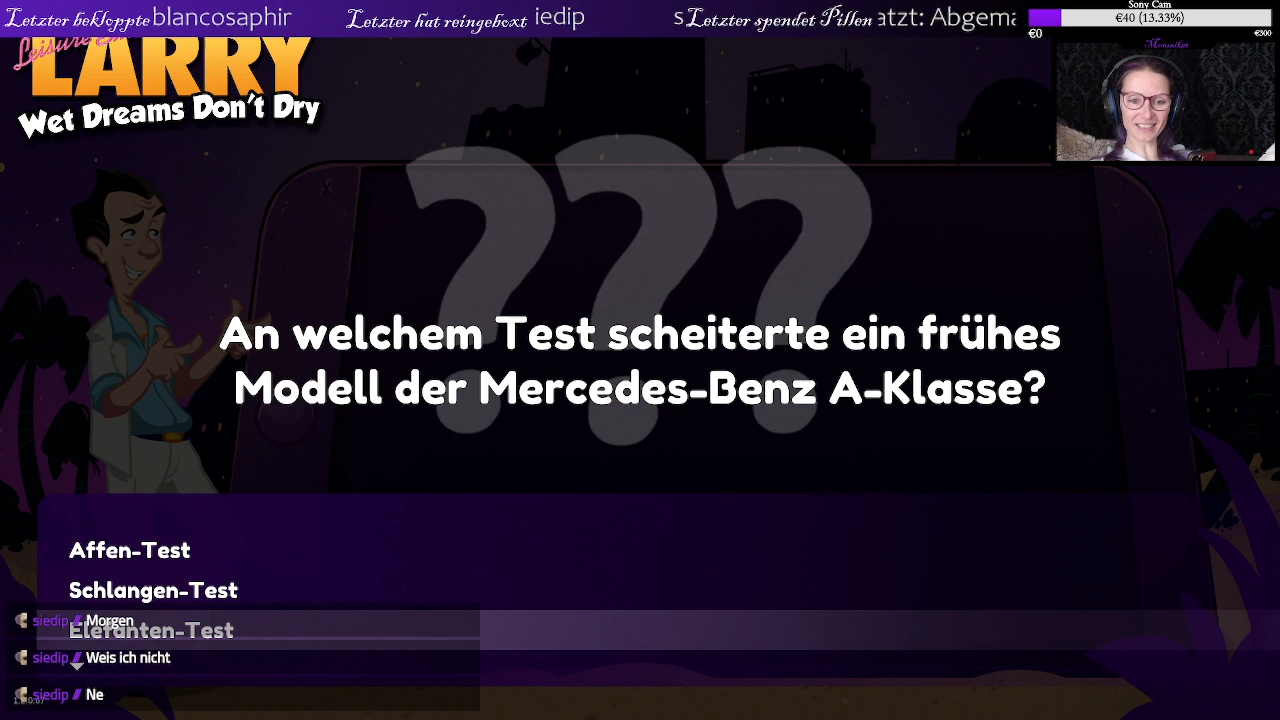 Letzter bekloppte blancosaphir
Letzter hat reingeboxt iedip
s Letzter spendet Pillen atzt: Abgema
Sony Cam
€40 (13.33%)
€0
€300
Leisure
LARRY
Wet Dreams Don't Dry
???
An welchem Test scheiterte ein frühes
Modell der Mercedes-Benz A-Klasse?
Affen-Test
Schlangen-Test
Elefanten-Test
siedip Morgen
siedip Weis ich nicht
siedip Ne